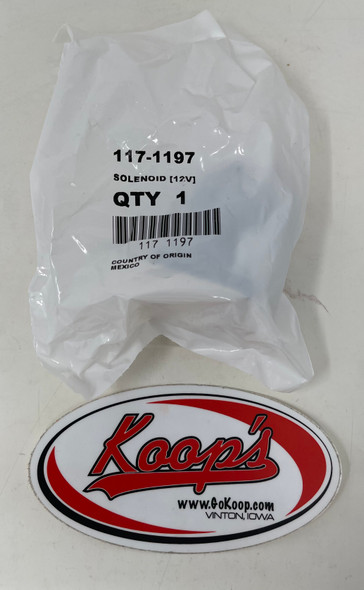 117-1197
SOLENOID [12V]
QTY 1
117 1197
COUNTRY OF ORIGIN
MEXICO
Koop's
www.GoKoop.com
VINTON, IOWA